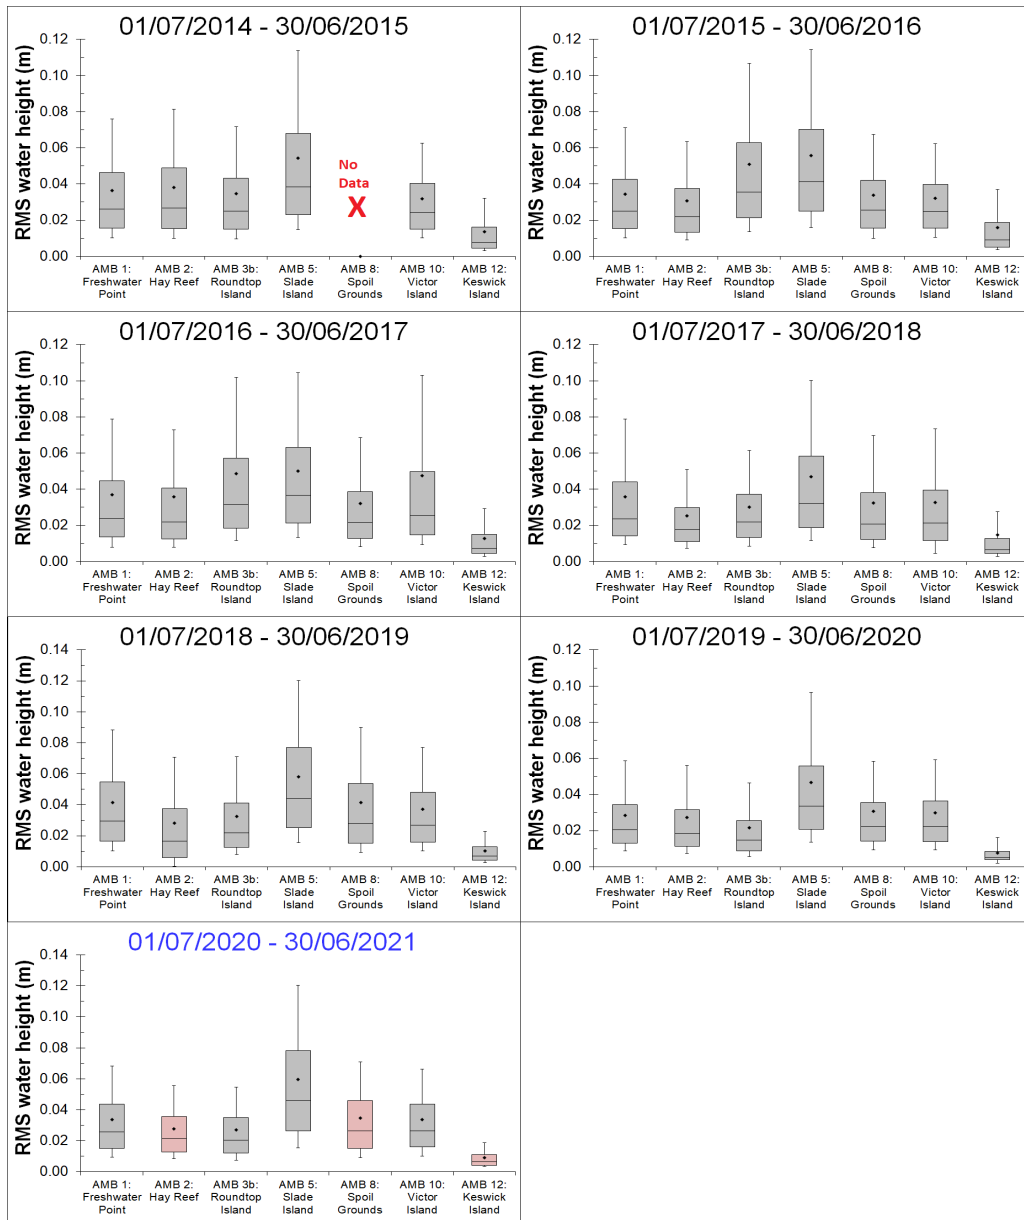 01/07/2014 - 30/06/2015
RMS water height (m)
0.12
0.10
0.08
0.06
0.04
0.02
0.00
No
Data
X
AMB 1: AMB 2: AMB 3b: AMB 5: AMB 8: AMB 10: AMB 12:
Freshwater Hay Reef Roundtop Slade Spoil Victor Keswick
Point Island Island Grounds Island Island
01/07/2015 - 30/06/2016
RMS water height (m)
0.12
0.10
0.08
0.06
0.04
0.02
0.00
AMB 1: AMB 2: AMB 3b: AMB 5: AMB 8: AMB 10: AMB 12:
Freshwater Hay Reef Roundtop Slade Spoil Victor Keswick
Point Island Island Grounds Island Island
01/07/2016 - 30/06/2017
RMS water height (m)
0.12
0.10
0.08
0.06
0.04
0.02
0.00
AMB 1: AMB 2: AMB 3b: AMB 5: AMB 8: AMB 10: AMB 12:
Freshwater Hay Reef Roundtop Slade Spoil Victor Keswick
Point Island Island Grounds Island Island
01/07/2017 - 30/06/2018
RMS water height (m)
0.12
0.10
0.08
0.06
0.04
0.02
0.00
AMB 1: AMB 2: AMB 3b: AMB 5: AMB 8: AMB 10: AMB 12:
Freshwater Hay Reef Roundtop Slade Spoil Victor Keswick
Point Island Island Grounds Island Island
01/07/2018 - 30/06/2019
RMS water height (m)
0.14
0.12
0.10
0.08
0.06
0.04
0.02
0.00
AMB 1: AMB 2: AMB 3b: AMB 5: AMB 8: AMB 10: AMB 12:
Freshwater Hay Reef Roundtop Slade Spoil Victor Keswick
Point Island Island Grounds Island Island
01/07/2019 - 30/06/2020
RMS water height (m)
0.12
0.10
0.08
0.06
0.04
0.02
0.00
AMB 1: AMB 2: AMB 3b: AMB 5: AMB 8: AMB 10: AMB 12:
Freshwater Hay Reef Roundtop Slade Spoil Victor Keswick
Point Island Island Grounds Island Island
01/07/2020 - 30/06/2021
RMS water height (m)
0.14
0.12
0.10
0.08
0.06
0.04
0.02
0.00
AMB 1: AMB 2: AMB 3b: AMB 5: AMB 8: AMB 10: AMB 12:
Freshwater Hay Reef Roundtop Slade Spoil Victor Keswick
Point Island Island Grounds Island Island